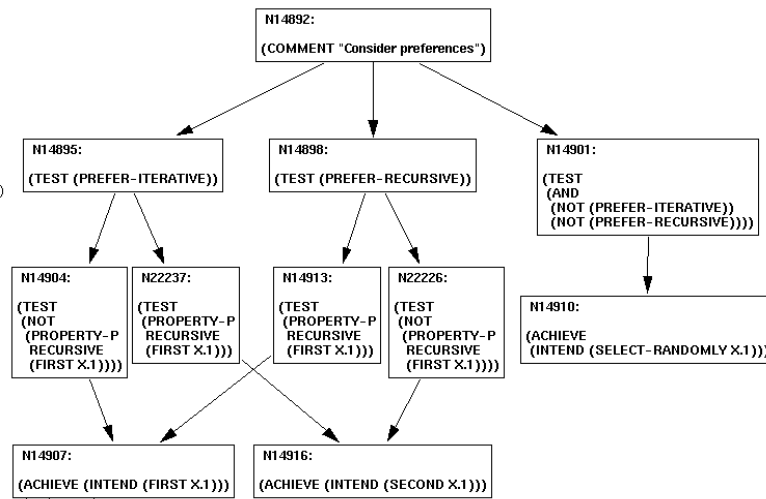 N14892:
(COMMENT "Consider preferences")
N14895:
(TEST (PREFER-ITERATIVE))
N14898:
(TEST (PREFER-RECURSIVE))
N14901:
(TEST
(AND
(NOT (PREFER-ITERATIVE))
(NOT (PREFER-RECURSIVE))))
)
N14904:
(TEST
(NOT
(PROPERTY-P
RECURSIVE
(FIRST X.1))))
N22237:
(TEST
(PROPERTY-P
RECURSIVE
(FIRST X.1)))
N14913:
(TEST
(PROPERTY-P
RECURSIVE
(FIRST X.1)))
N22226:
(TEST
(NOT
(PROPERTY-P
RECURSIVE
(FIRST X.1))))
N14910:
(ACHIEVE
(INTEND (SELECT-RANDOMLY X.1)))
N14907:
(ACHIEVE (INTEND (FIRST X.1)))
N14916:
(ACHIEVE (INTEND (SECOND X.1)))